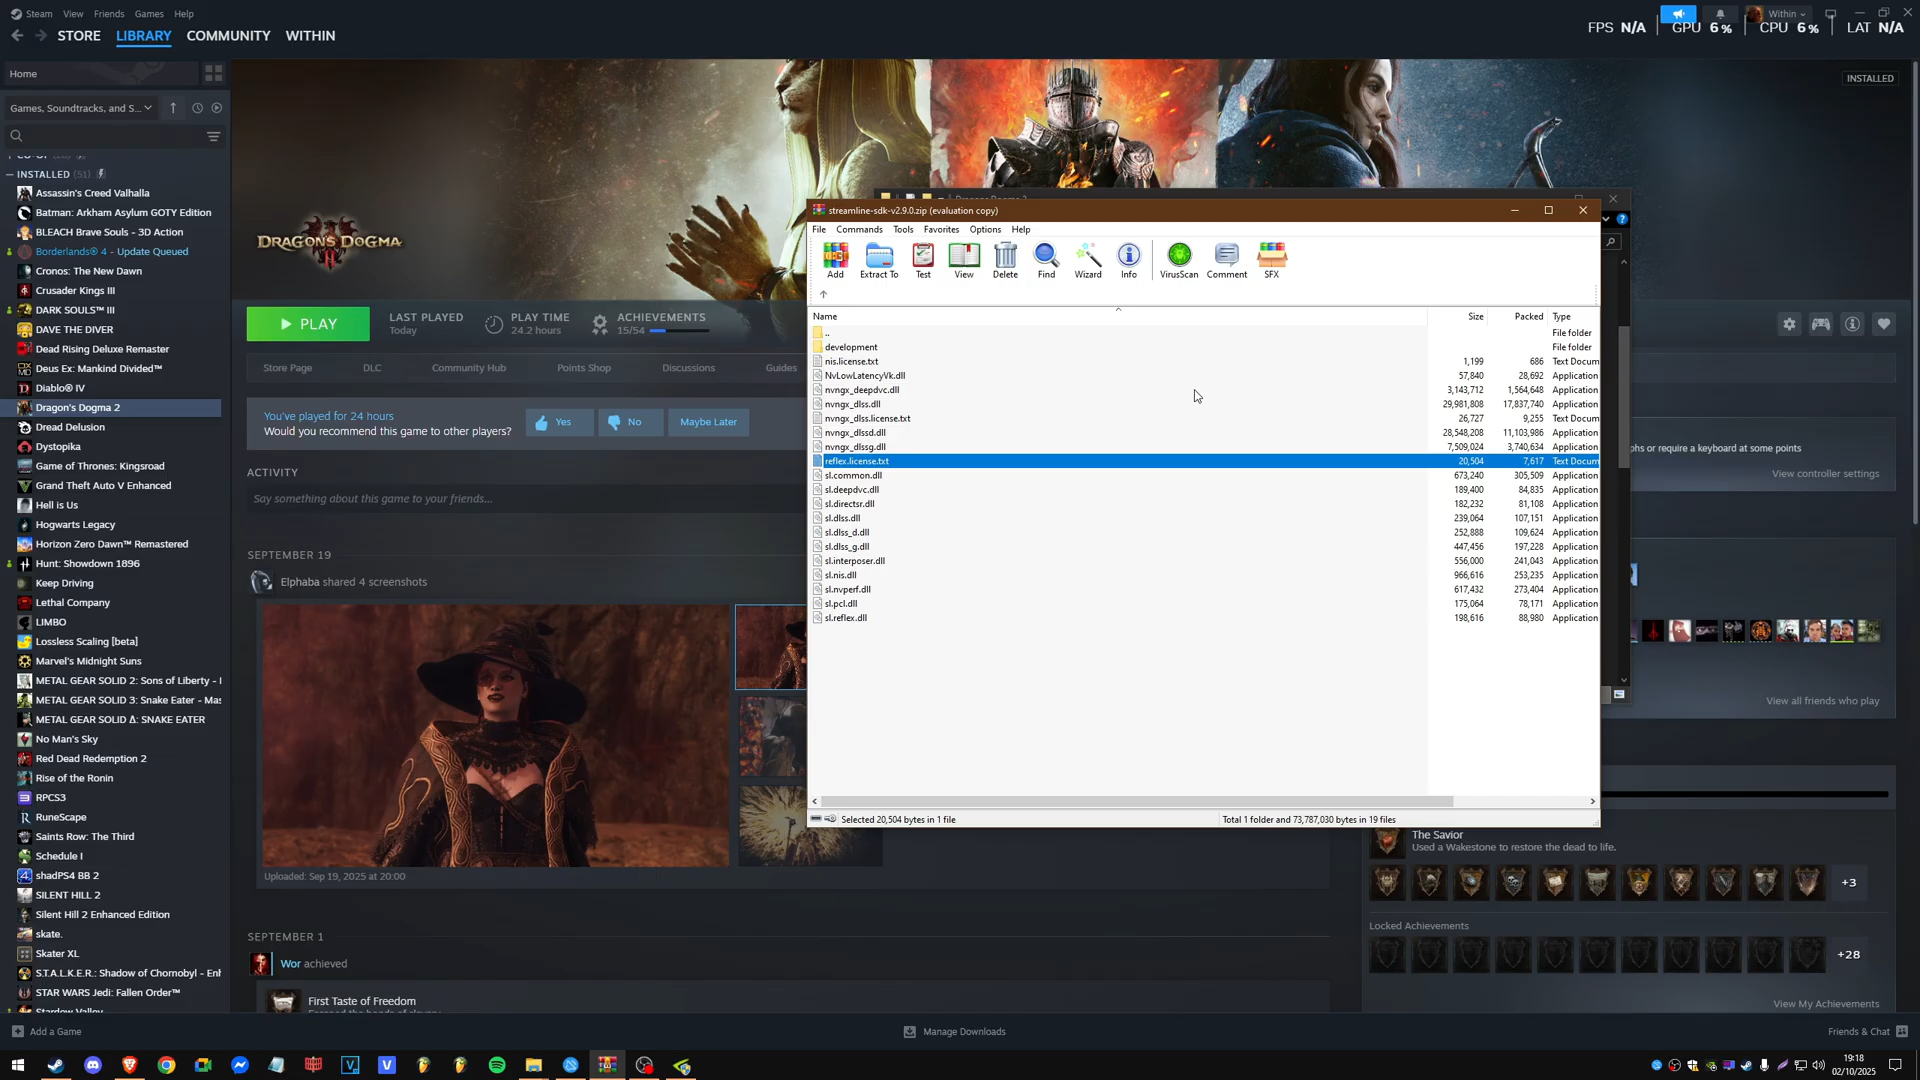 Steam View Friends Games Help
Within
FPS N/A GPU 6% CPU 6% LAT N/A
STORE LIBRARY COMMUNITY WITHIN
Home
INSTALLED
Games, Soundtracks, and S...
INSTALLED (51)
Assassin's Creed Valhalla
Batman: Arkham Asylum GOTY Edition
BLEACH Brave Souls - 3D Action
Borderlands® 4 - Update Queued
Cronos: The New Dawn
Crusader Kings III
DARK SOULS™ III
DAVE THE DIVER
Dead Rising Deluxe Remaster
Deus Ex: Mankind Divided™
Diablo® IV
Dragon's Dogma 2
Dread Delusion
Dystopika
Game of Thrones: Kingsroad
Grand Theft Auto V Enhanced
Hell is Us
Hogwarts Legacy
Horizon Zero Dawn™ Remastered
Hunt: Showdown 1896
Keep Driving
Lethal Company
LIMBO
Lossless Scaling [beta]
Marvel's Midnight Suns
METAL GEAR SOLID 2: Sons of Liberty -
METAL GEAR SOLID 3: Snake Eater - Mas
METAL GEAR SOLID Δ: SNAKE EATER
No Man's Sky
Red Dead Redemption 2
Rise of the Ronin
RPCS3
RuneScape
Saints Row: The Third
Schedule I
shadPS4 BB 2
SILENT HILL 2
Silent Hill 2 Enhanced Edition
skate.
Skater XL
S.T.A.L.K.E.R.: Shadow of Chornobyl - Enh
STAR WARS Jedi: Fallen Order™
Stardew Valley
DRAGON'S DOGMA II
PLAY
LAST PLAYED
Today
PLAY TIME
24.2 hours
ACHIEVEMENTS
15/54
Store Page DLC Community Hub Points Shop Discussions Guides
You've played for 24 hours
Would you recommend this game to other players?
Yes No Maybe Later
ACTIVITY
Say something about this game to your friends...
SEPTEMBER 19
Elphaba shared 4 screenshots
Uploaded: Sep 19, 2025 at 20:00
SEPTEMBER 1
Wor achieved
First Taste of Freedom
streamline-sdk-v2.9.0.zip (evaluation copy)
File Commands Tools Favorites Options Help
Add Extract To Test View Delete Find Wizard Info VirusScan Comment SFX
Name Size Packed Type
.. File folder
development File folder
nis.license.txt 1,199 686 Text Docum
NvLowLatencyVk.dll 57,840 28,692 Application
nvngx_deepdvc.dll 3,143,712 1,564,648 Application
nvngx_dlss.dll 29,981,808 17,837,740 Application
nvngx_dlss.license.txt 26,727 9,255 Text Docum
nvngx_dlssd.dll 28,548,208 11,103,986 Application
nvngx_dlssg.dll 7,509,024 3,740,634 Application
reflex.license.txt 20,504 7,617 Text Docum
sl.common.dll 673,240 305,509 Application
sl.deepdvc.dll 189,400 84,835 Application
sl.directsr.dll 182,232 81,108 Application
sl.dlss.dll 239,064 107,151 Application
sl.dlss_d.dll 252,888 109,624 Application
sl.dlss_g.dll 447,456 197,228 Application
sl.interposer.dll 556,000 241,043 Application
sl.nis.dll 966,616 253,235 Application
sl.nvperf.dll 617,432 273,404 Application
sl.pcl.dll 175,064 78,171 Application
sl.reflex.dll 198,616 88,980 Application
Selected 20,504 bytes in 1 file
Total 1 folder and 73,787,030 bytes in 19 files
phs or require a keyboard at some points
View controller settings
View all friends who play
The Savior
Used a Wakestone to restore the dead to life.
+3
Locked Achievements
+28
View My Achievements
Add a Game
Manage Downloads
Friends & Chat
19:18
02/10/2025